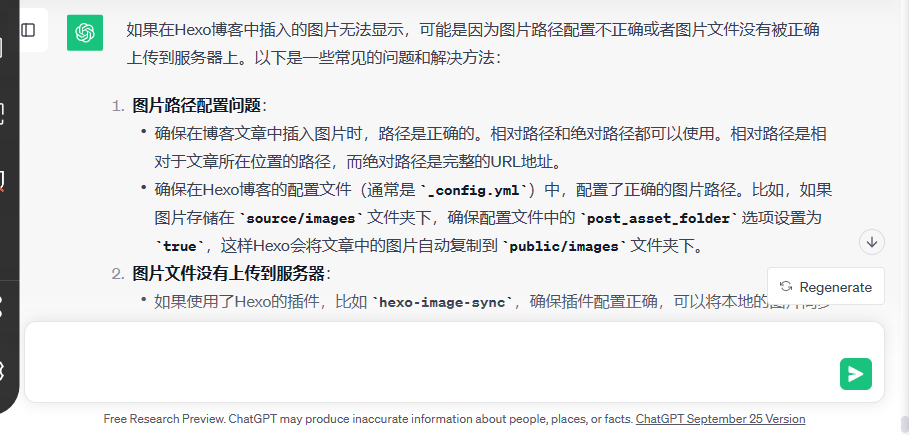 如果在Hexo博客中插入的图片无法显示，可能是因为图片路径配置不正确或者图片文件没有被正确
上传到服务器上。以下是一些常见的问题和解决方法：
1. 图片路径配置问题：
• 确保在博客文章中插入图片时，路径是正确的。相对路径和绝对路径都可以使用。相对路径是相
对于文章所在位置的路径，而绝对路径是完整的URL地址。
• 确保在Hexo博客的配置文件（通常是 `_config.yml`）中，配置了正确的图片路径。比如，如果
图片存储在 `source/images` 文件夹下，确保配置文件中的 `post_asset_folder` 选项设置为
`true`，这样Hexo会将文章中的图片自动复制到 `public/images` 文件夹下。
2. 图片文件没有上传到服务器：
• 如果使用了Hexo的插件，比如 `hexo-image-sync`，确保插件配置正确，可以将本地的图片同步
Regenerate
Free Research Preview. ChatGPT may produce inaccurate information about people, places, or facts. ChatGPT September 25 Version